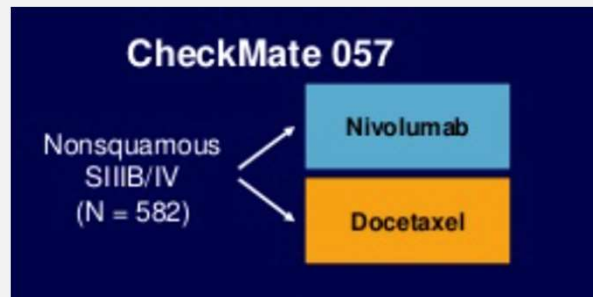 CheckMate 057
Nonsquamous
SIIIB/IV
(N = 582)
Nivolumab
Docetaxel